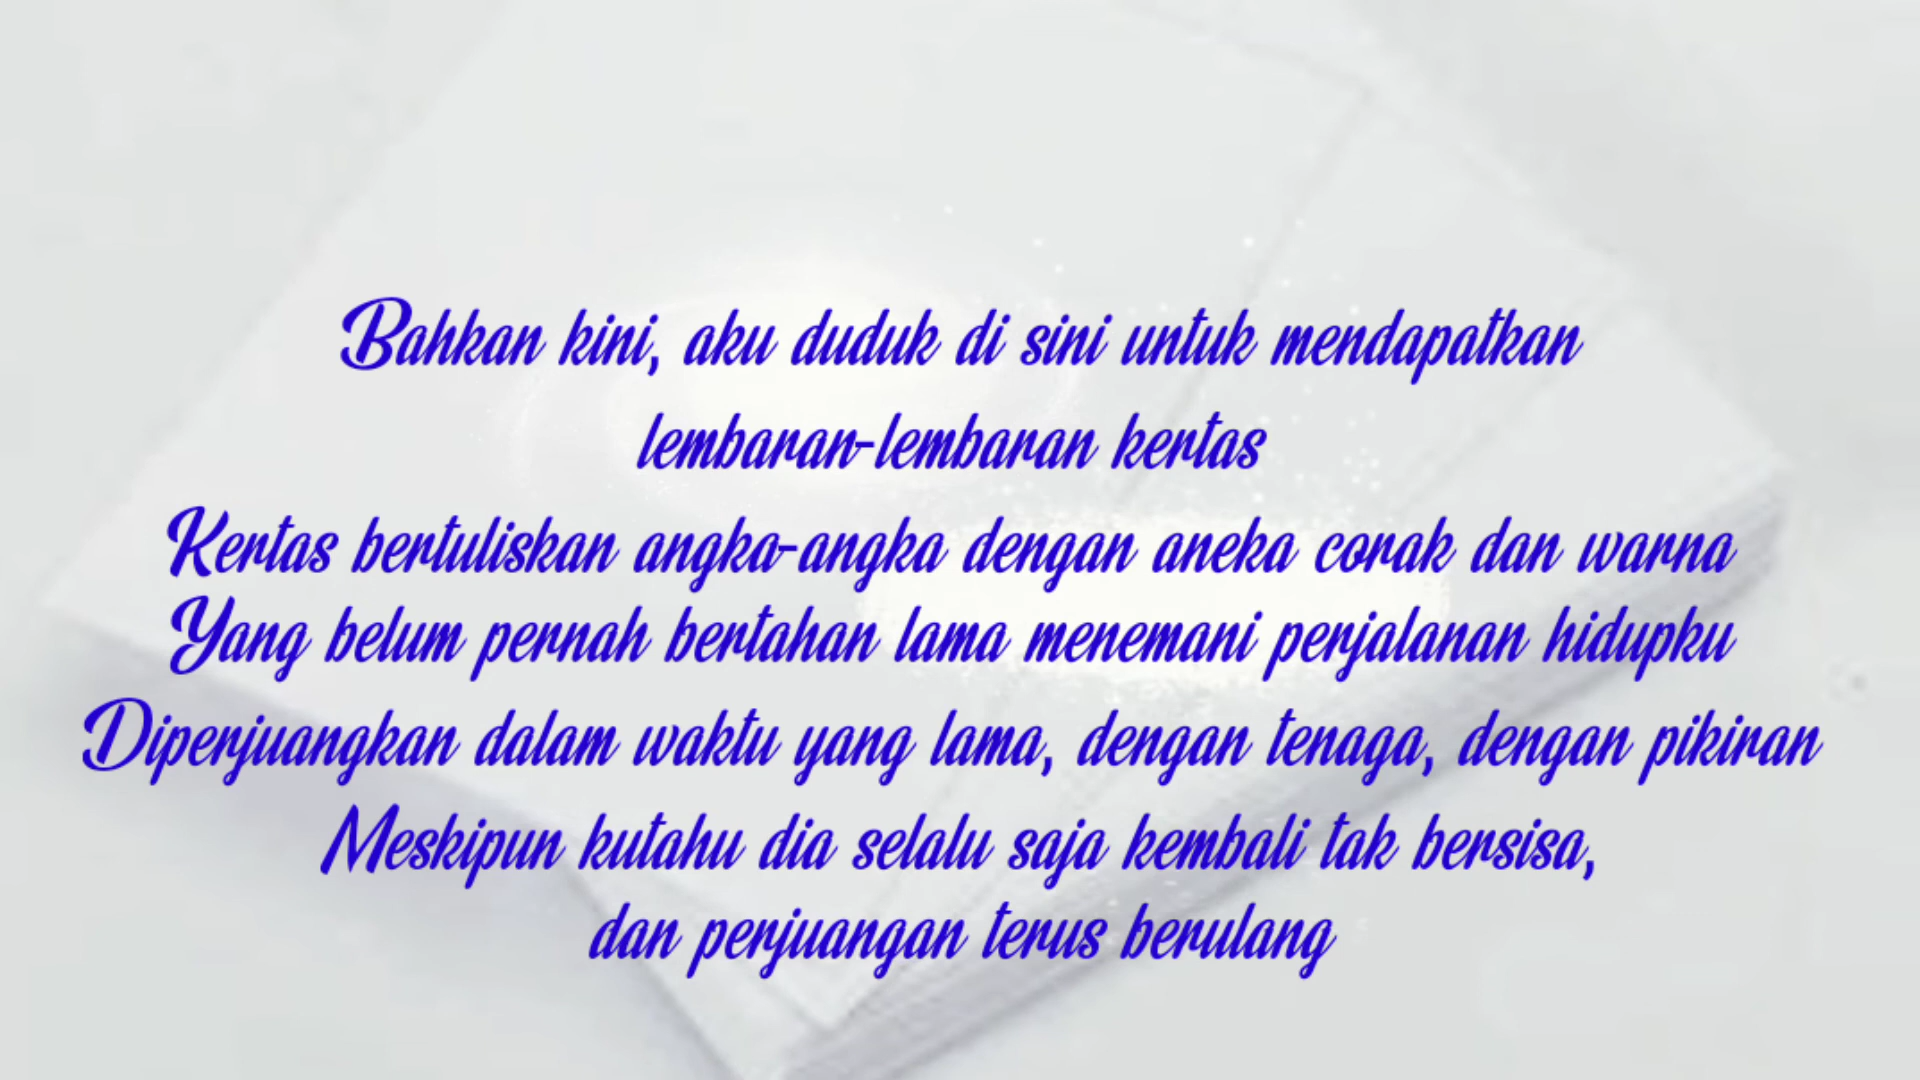 Bahkan kini, aku duduk di sini untuk mendapatkan
lembaran-lembaran kertas
Kertas bertuliskan angka-angka dengan aneka corak dan warna
Yang belum pernah bertahan lama menemani perjalanan hidupku
Diperjuangkan dalam waktu yang lama, dengan tenaga, dengan pikiran
Meskipun kutahu dia selalu saja kembali tak bersisa,
dan perjuangan terus berulang